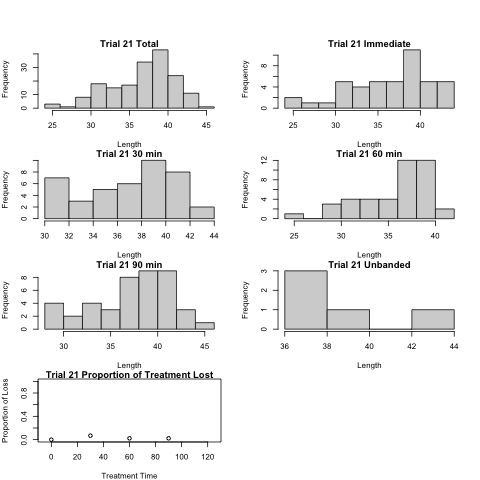 Trial 21 Total
Frequency
0 10 30
25 30 35 40 45
Length
Trial 21 Immediate
Frequency
0 4 8
25 30 35 40
Length
Trial 21 30 min
Frequency
0 2 4 6 8
30 32 34 36 38 40 42 44
Length
Trial 21 60 min
Frequency
0 4 8 12
25 30 35 40
Length
Trial 21 90 min
Frequency
0 4 8
30 35 40 45
Length
Trial 21 Unbanded
Frequency
0 1 2 3
36 38 40 42 44
Length
Trial 21 Proportion of Treatment Lost
Proportion of Loss
0.0 0.4 0.8
0 20 40 60 80 100 120
Treatment Time